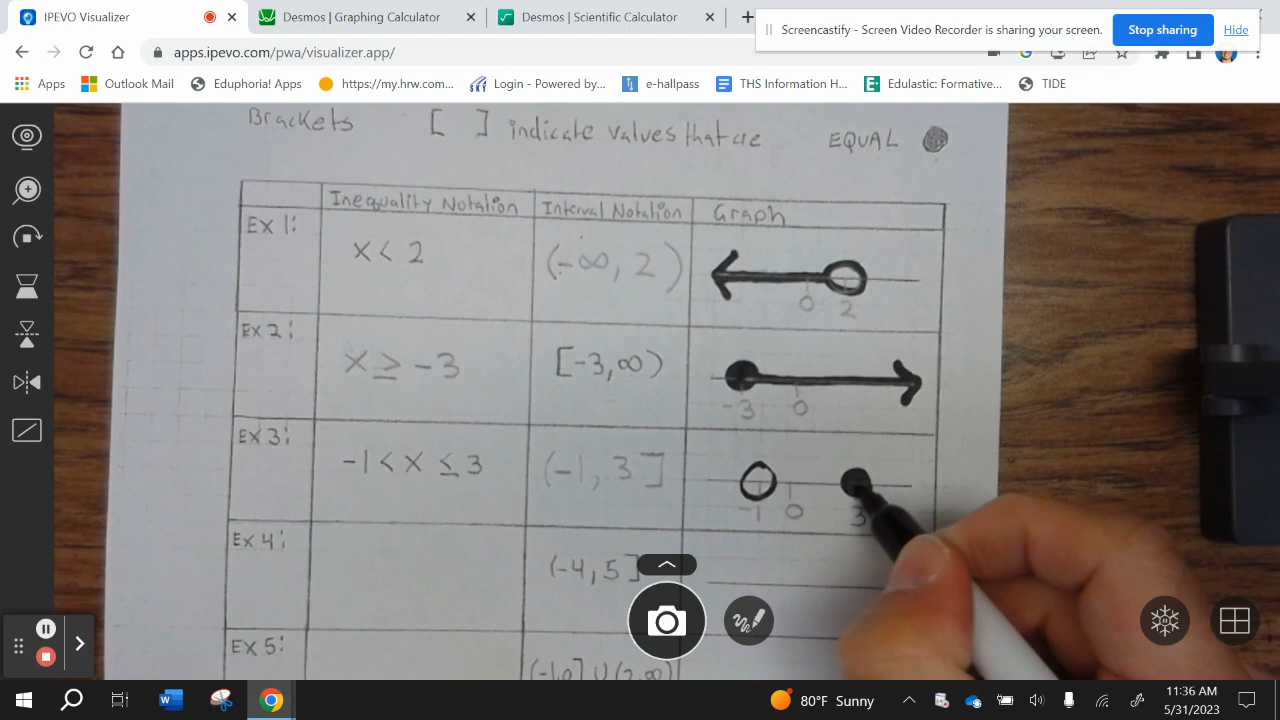 IPEVO Visualizer
Desmos | Graphing Calculator
Desmos | Scientific Calculator
Screencastify - Screen Video Recorder is sharing your screen.
Stop sharing
Hide
apps.ipevo.com/pwa/visualizer.app/
Apps
Outlook Mail
Eduphoria! A
https://my.hrw.com...
Login - Powered by...
e-hallpass
THS Information H...
Edulastic: Formative...
TIDE
Brackets [ ] indicate values that are EQUAL
Inequality Notation Interval Notation Graph
Ex 1: x < 2 (-∞, 2) 0 2
Ex 2: x ≥ -3 [-3, ∞) -3 0
Ex 3: -1 < x ≤ 3 (-1, 3] -1 0 3
Ex 4: (-4, 5]
Ex 5:
80°F Sunny
11:36 AM
5/31/2023